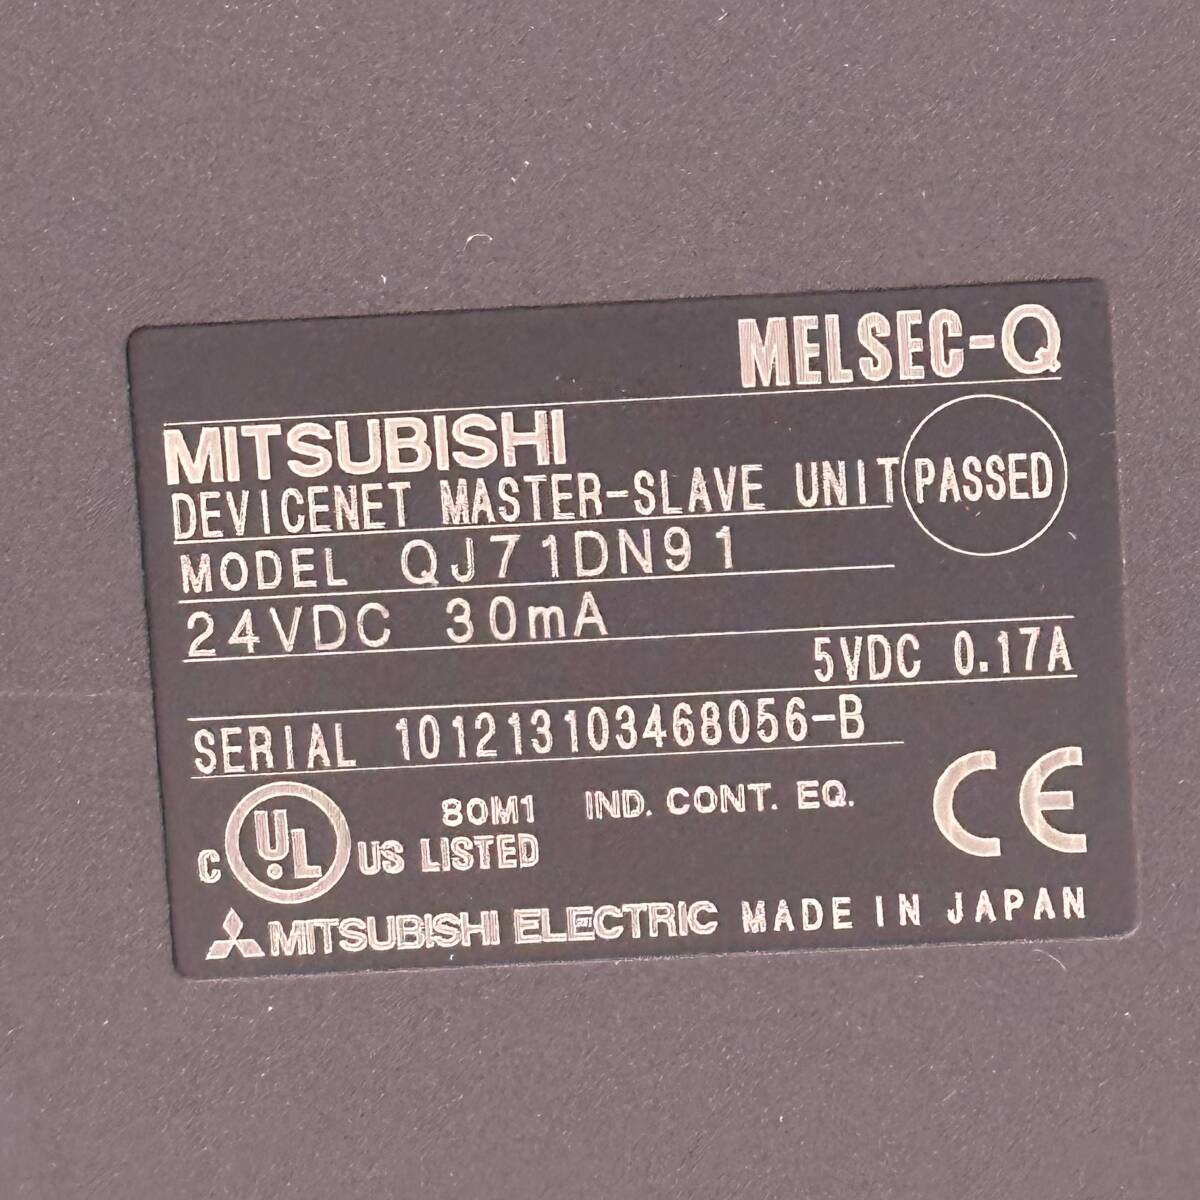 MELSEC-Q
MITSUBISHI
DEVICENET MASTER-SLAVE UNIT
PASSED
MODEL QJ71DN91
24VDC 30mA
5VDC 0.17A
SERIAL 101213103468056-B
C UL US LISTED
80M1 IND. CONT. EQ.
CE
MITSUBISHI ELECTRIC MADE IN JAPAN